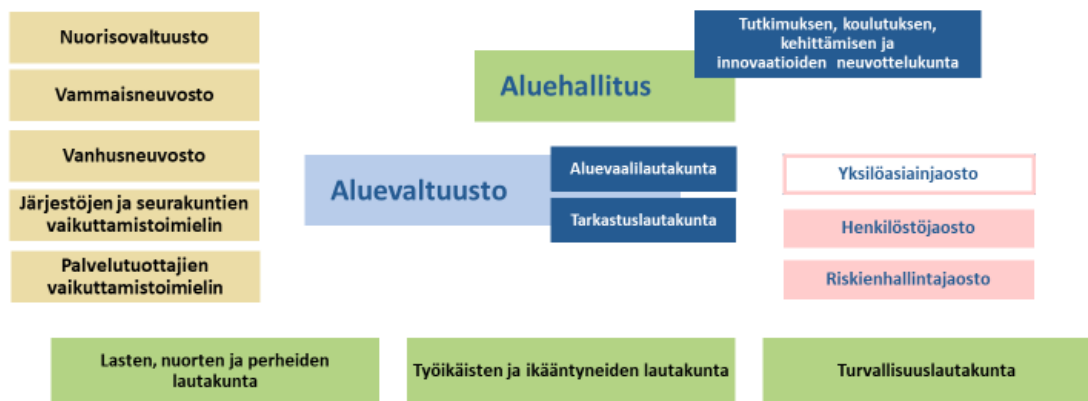 Nuorisovaltuusto
Vammaisneuvosto
Vanhusneuvosto
Järjestöjen ja seurakuntien
vaikuttamistoimielin
Palvelutuottajien
vaikuttamistoimielin
Tutkimuksen, koulutuksen,
kehittämisen ja
innovaatioiden neuvottelukunta
Aluehallitus
Aluevaltuusto
Aluevaalilautakunta
Tarkastuslautakunta
Yksilöasiainjaosto
Henkilöstöjaosto
Riskienhallintajaosto
Lasten, nuorten ja perheiden
lautakunta
Työikäisten ja ikääntyneiden lautakunta
Turvallisuuslautakunta